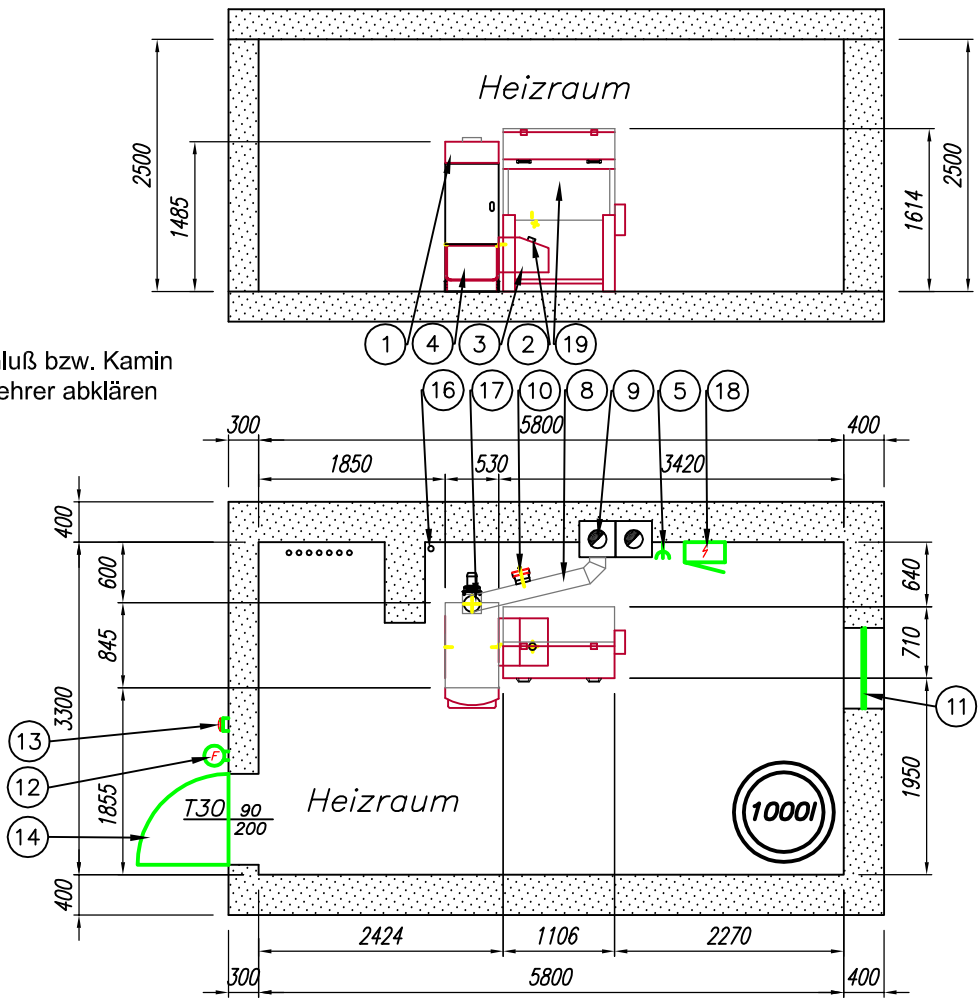 Heizraum
2500
1485
1614
2500
1 4 3 2 19
luß bzw. Kamin
ehrer abklären
16 17 10 8 9 5 18
300 5800 400
1850 530 3420
400
600
845
3300
1855
400
640
710
1950
11
13
12
14
F
T30 90
200
Heizraum
1000l
2424 1106 2270
300 5800 400